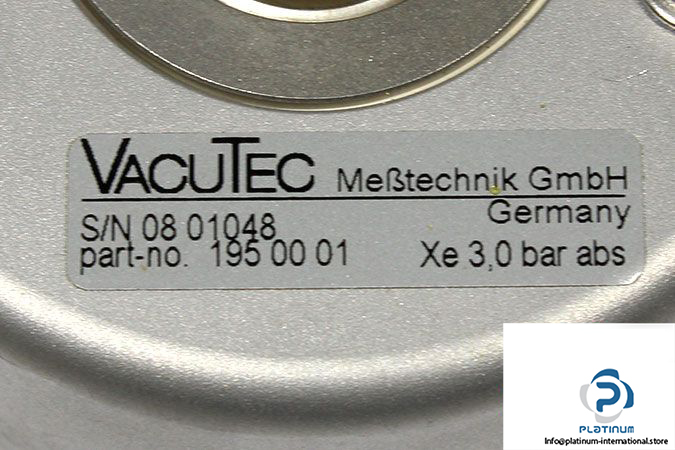 VACUTEC Meßtechnik GmbH
Germany
S/N 08 01048
part-no. 195 00 01 Xe 3,0 bar abs
PLATINUM
Info@platinum-international.store